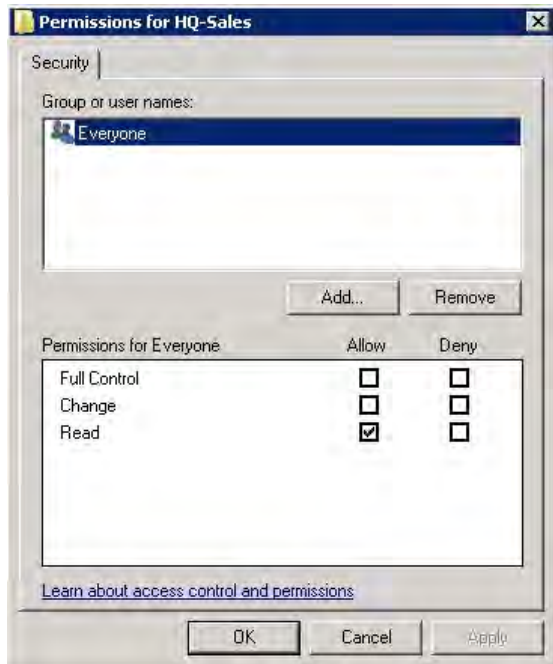 Permissions for HQ-Sales
Security
Group or user names:
Everyone
Add... Remove
Permissions for Everyone Allow Deny
Full Control
Change
Read
Learn about access control and permissions
OK Cancel Apply